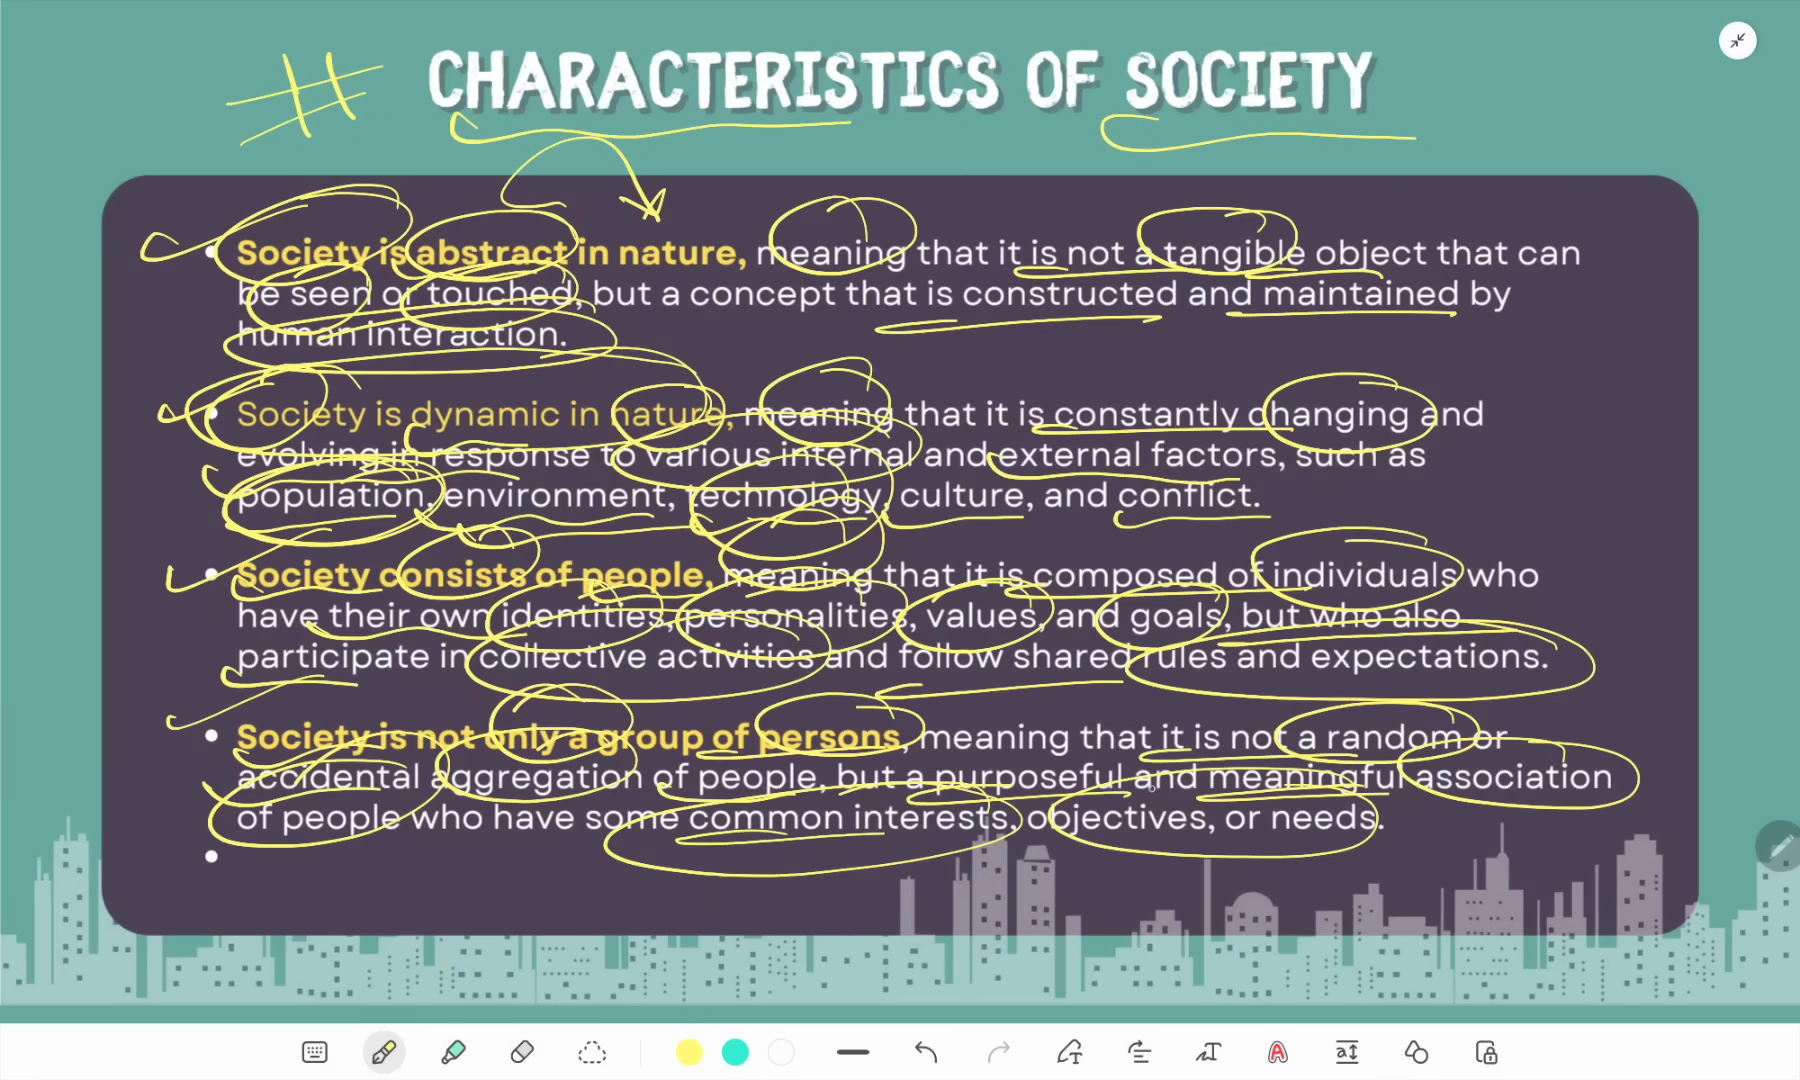 # CHARACTERISTICS OF SOCIETY
• Society is abstract in nature, meaning that it is not a tangible object that can
be seen or touched, but a concept that is constructed and maintained by
human interaction.
• Society is dynamic in nature, meaning that it is constantly changing and
evolving in response to various internal and external factors, such as
population, environment, technology, culture, and conflict.
• Society consists of people, meaning that it is composed of individuals who
have their own identities, personalities, values, and goals, but who also
participate in collective activities and follow shared rules and expectations.
• Society is not only a group of persons, meaning that it is not a random or
accidental aggregation of people, but a purposeful and meaningful association
of people who have some common interests, objectives, or needs.
•